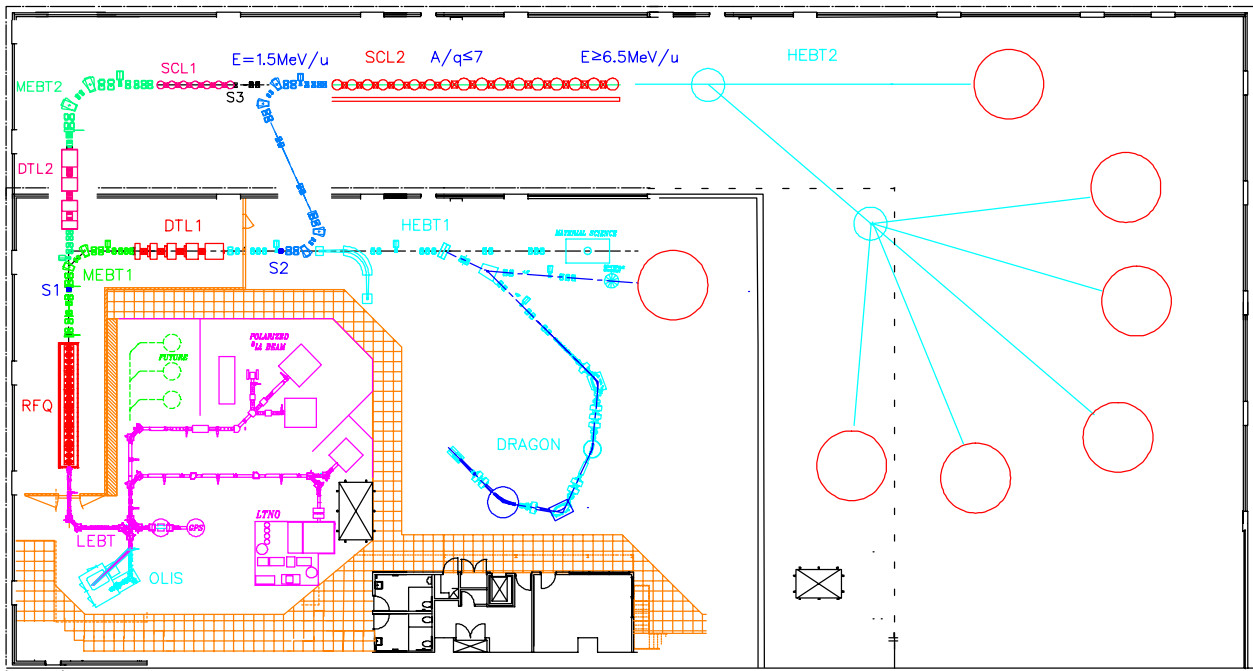 E=1.5MeV/u
SCL2
A/q≤7
E≥6.5MeV/u
HEBT2
SCL1
MEBT2
S3
DTL2
DTL1
HEBT1
MATERIAL SCIENCE
S2
MEBT1
S1
FUTURE
POLARIZED
BEAM
RFQ
DRAGON
LTNO
GPS
LEBT
OLIS